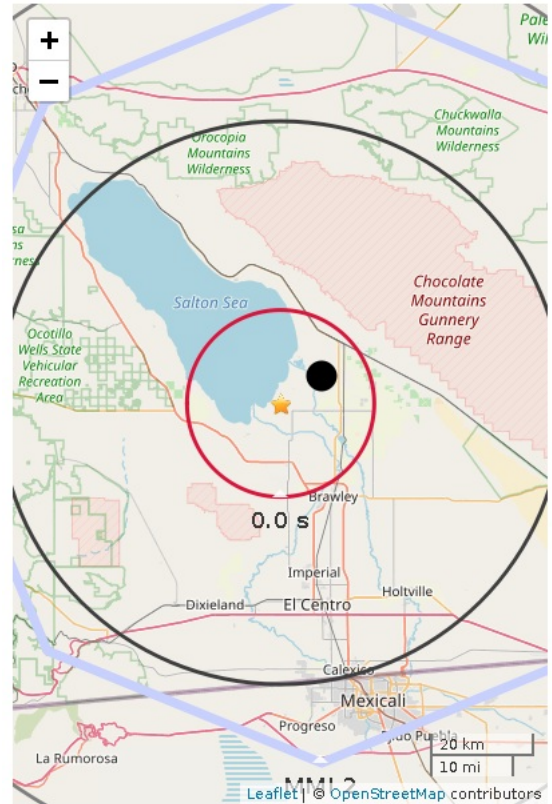 +
−
Pale
Wil
Chuckwalla
Mountains
Wilderness
Orocopia
Mountains
Wilderness
Salton Sea
Chocolate
Mountains
Gunnery
Range
Ocotillo
Wells State
Vehicular
Recreation
Area
Brawley
0.0 s
Imperial
Holtville
Dixieland
El Centro
Calexico
Mexicali
Progreso
La Rumorosa
20 km
10 mi
Leaflet | © OpenStreetMap contributors